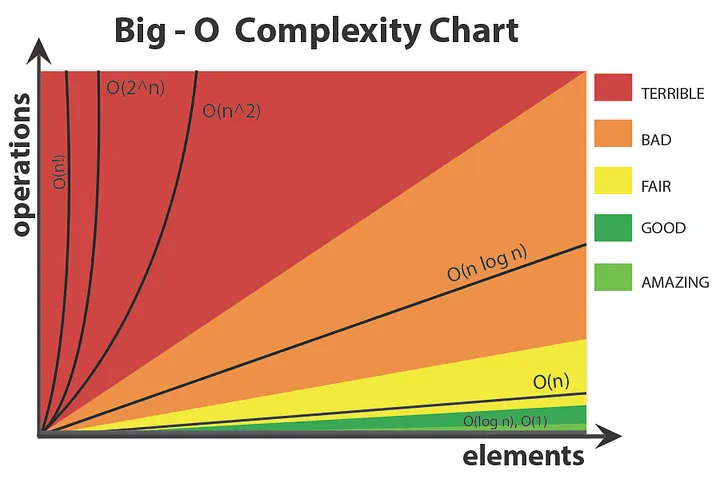 Big - O Complexity Chart
operations
O(n!)
O(2^n)
O(n^2)
O(n log n)
O(n)
O(log n), O(1)
elements
TERRIBLE
BAD
FAIR
GOOD
AMAZING